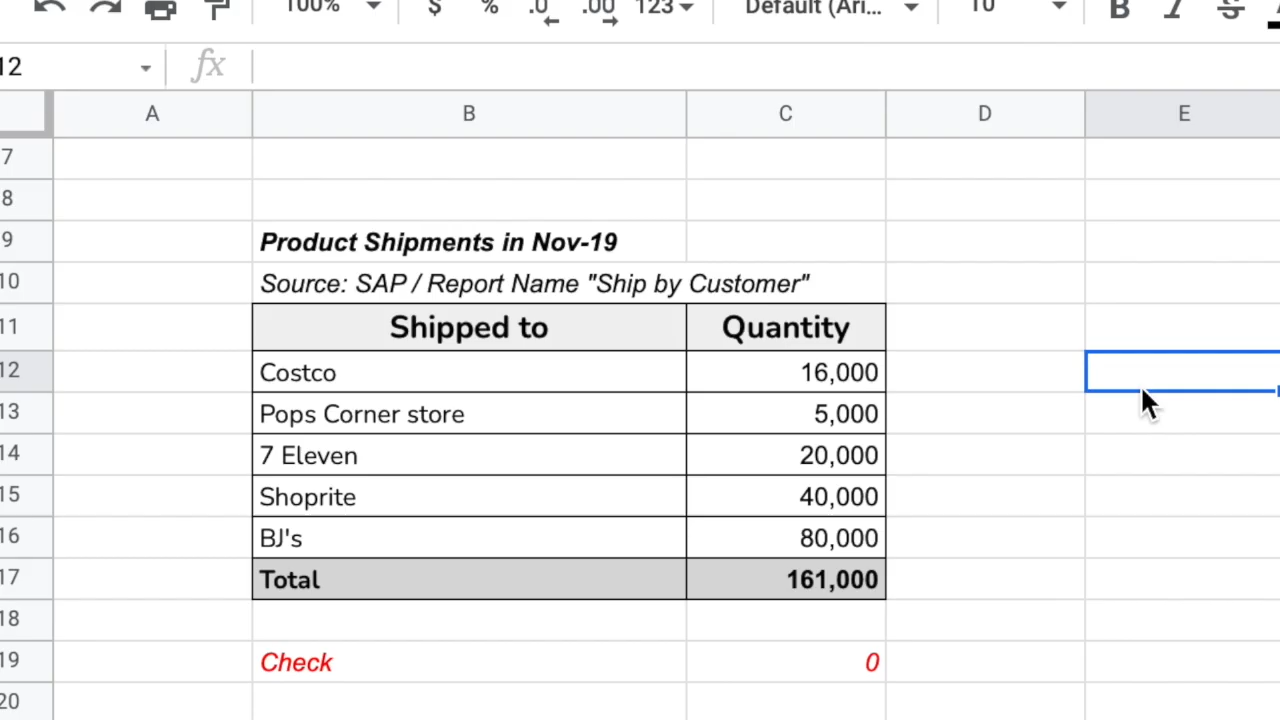 100% $ % .0 .00 123 Default (Ari... 10 B I S
12 fx
A B C D E
7
8
9 Product Shipments in Nov-19
10 Source: SAP / Report Name "Ship by Customer"
11 Shipped to Quantity
12 Costco 16,000
13 Pops Corner store 5,000
14 7 Eleven 20,000
15 Shoprite 40,000
16 BJ's 80,000
17 Total 161,000
18
19 Check 0
20